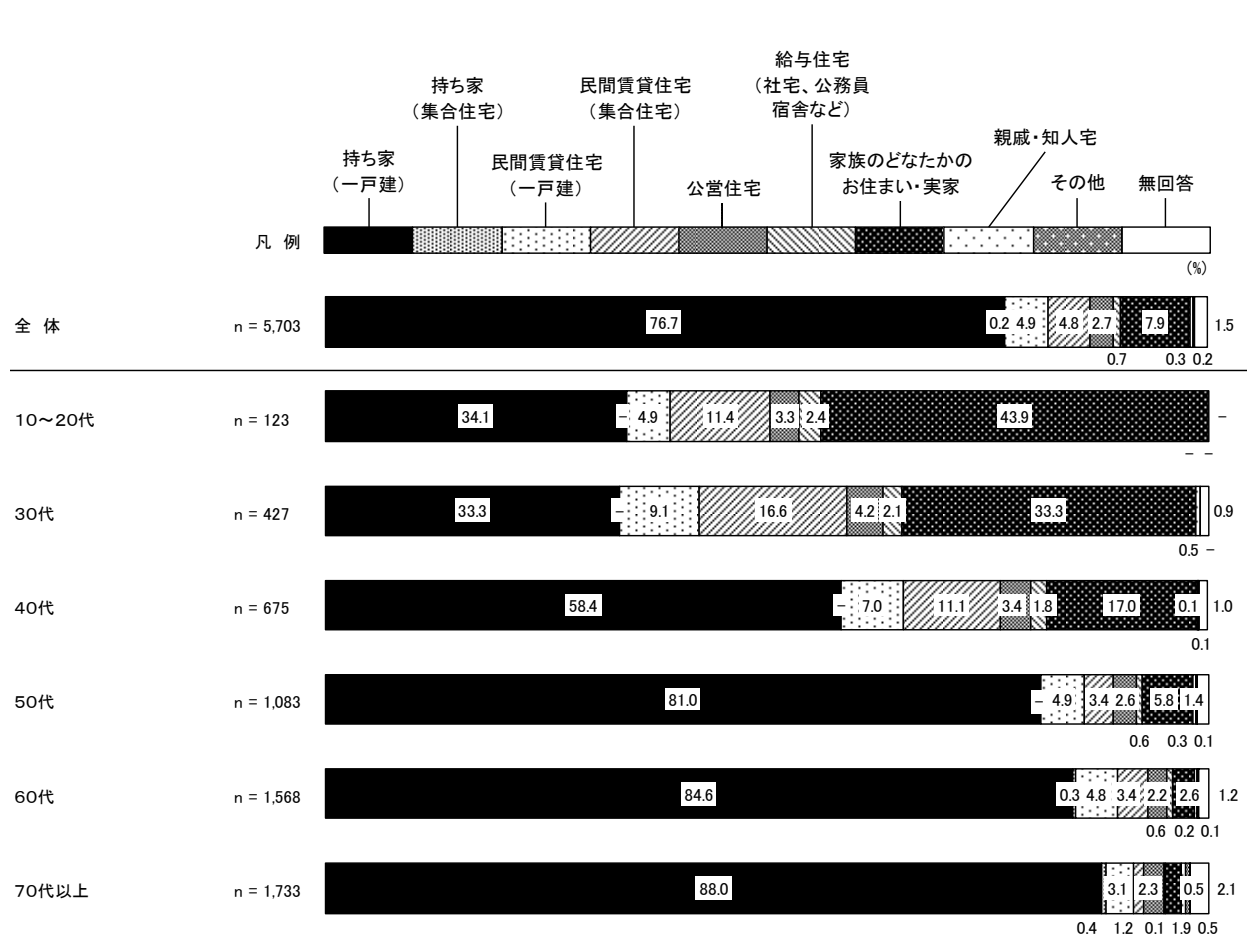 給与住宅
（社宅、公務員
宿舎など）
持ち家
（集合住宅）
民間賃貸住宅
（集合住宅）
親戚・知人宅
持ち家
（一戸建）
民間賃貸住宅
（一戸建）
公営住宅
家族のどなたかの
お住まい・実家
その他
無回答
凡 例
(%)
全 体 n = 5,703 76.7 0.2 4.9 4.8 2.7 7.9 1.5
0.7 0.3 0.2
10～20代 n = 123 34.1 – 4.9 11.4 3.3 2.4 43.9 –
– –
30代 n = 427 33.3 – 9.1 16.6 4.2 2.1 33.3 0.9
0.5 –
40代 n = 675 58.4 – 7.0 11.1 3.4 1.8 17.0 0.1 1.0
0.1
50代 n = 1,083 81.0 – 4.9 3.4 2.6 5.8 1.4
0.6 0.3 0.1
60代 n = 1,568 84.6 0.3 4.8 3.4 2.2 2.6 1.2
0.6 0.2 0.1
70代以上 n = 1,733 88.0 3.1 2.3 0.5 2.1
0.4 1.2 0.1 1.9 0.5